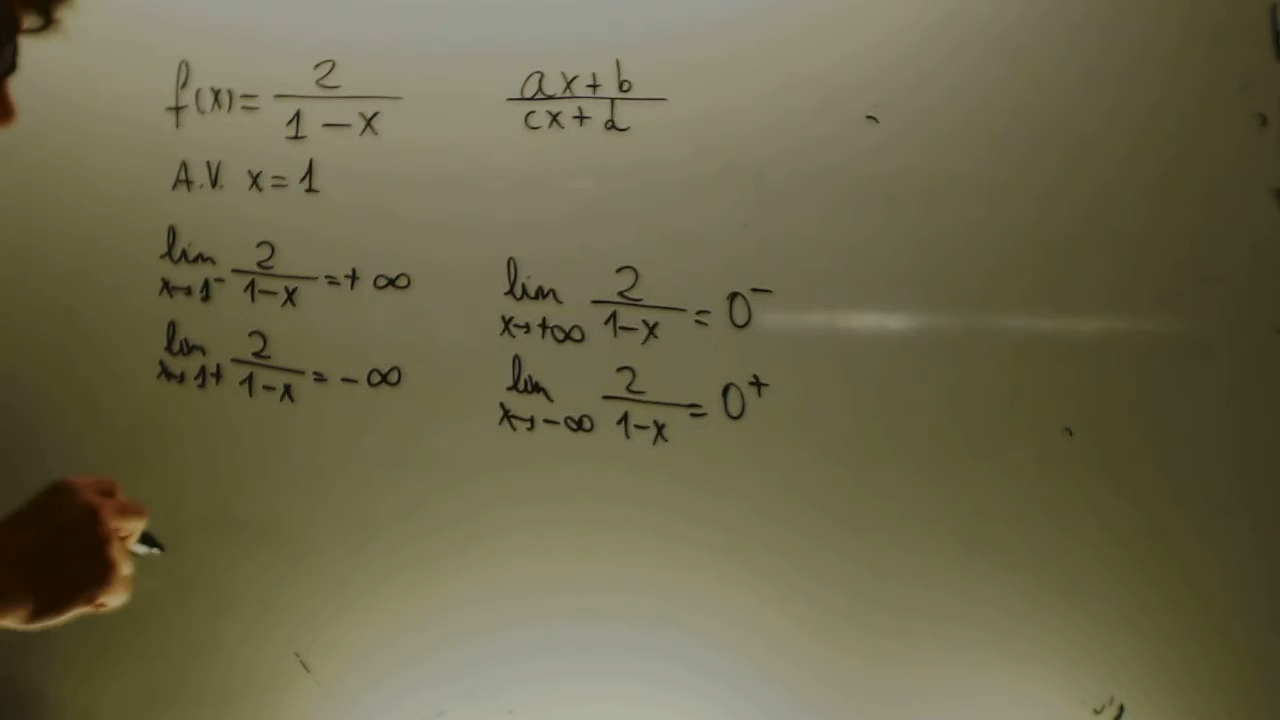 f(x) = 2/(1-x)
(ax+b)/(cx+d)
A.V. x=1
lim x→1⁻ 2/(1-x) = +∞
lim x→1+ 2/(1-x) = -∞
lim x→+∞ 2/(1-x) = 0⁻
lim x→-∞ 2/(1-x) = 0⁺